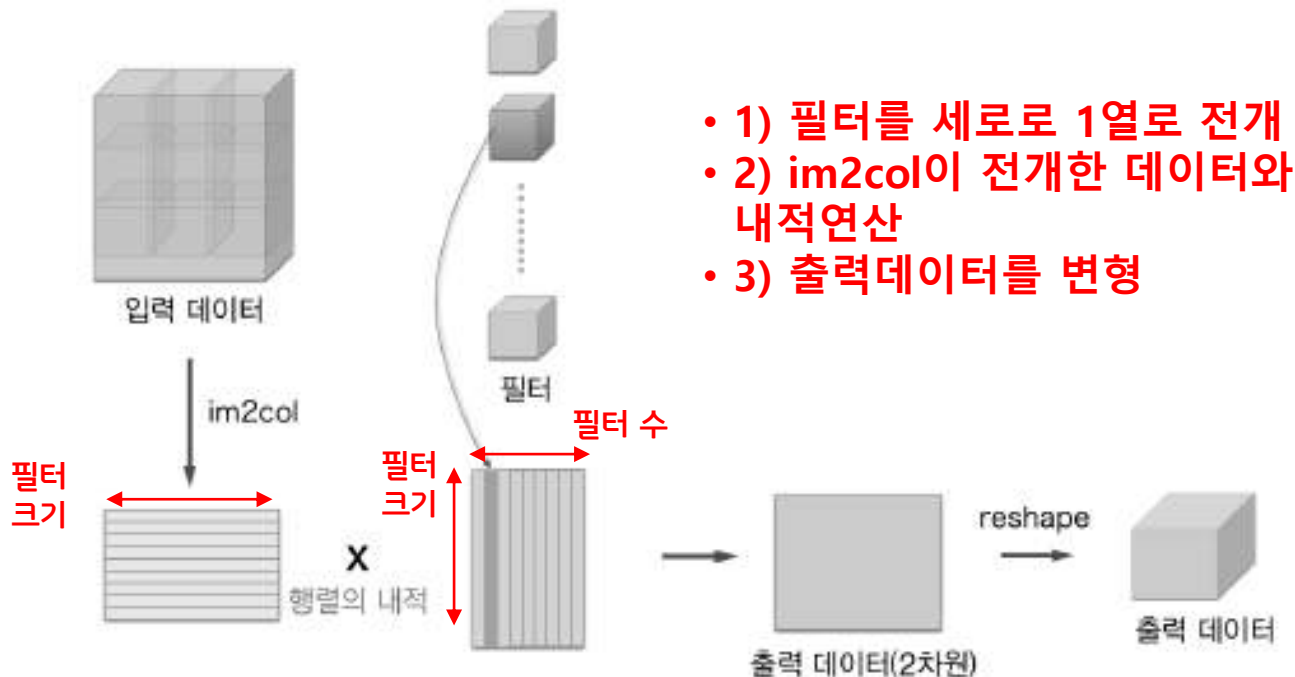 • 1) 필터를 세로로 1열로 전개
• 2) im2col이 전개한 데이터와
내적연산
• 3) 출력데이터를 변형
입력 데이터
필터
im2col
필터 수
필터
크기
필터
크기
X
행렬의 내적
reshape
출력 데이터(2차원)
출력 데이터